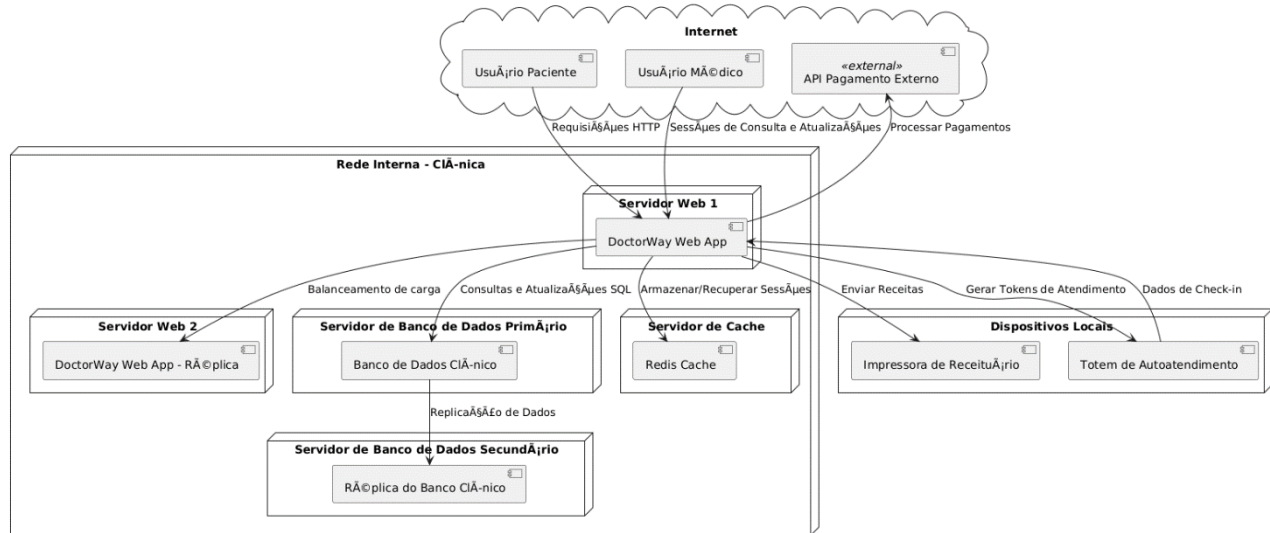 Internet
UsuÃ¡rio Paciente
UsuÃ¡rio MÃ©dico
«external»
API Pagamento Externo
RequisiÃ§Ãµes HTTP
SessÃµes de Consulta e AtualizaÃ§Ãµes
Processar Pagamentos
Rede Interna - ClÃ­nica
Servidor Web 1
DoctorWay Web App
Balanceamento de carga
Consultas e AtualizaÃ§Ãµes SQL
Armazenar/Recuperar SessÃµes
Enviar Receitas
Gerar Tokens de Atendimento
Dados de Check-in
Servidor Web 2
DoctorWay Web App - RÃ©plica
Servidor de Banco de Dados PrimÃ¡rio
Banco de Dados ClÃ­nico
Servidor de Cache
Redis Cache
Dispositivos Locais
Impressora de ReceituÃ¡rio
Totem de Autoatendimento
ReplicaÃ§Ã£o de Dados
Servidor de Banco de Dados SecundÃ¡rio
RÃ©plica do Banco ClÃ­nico